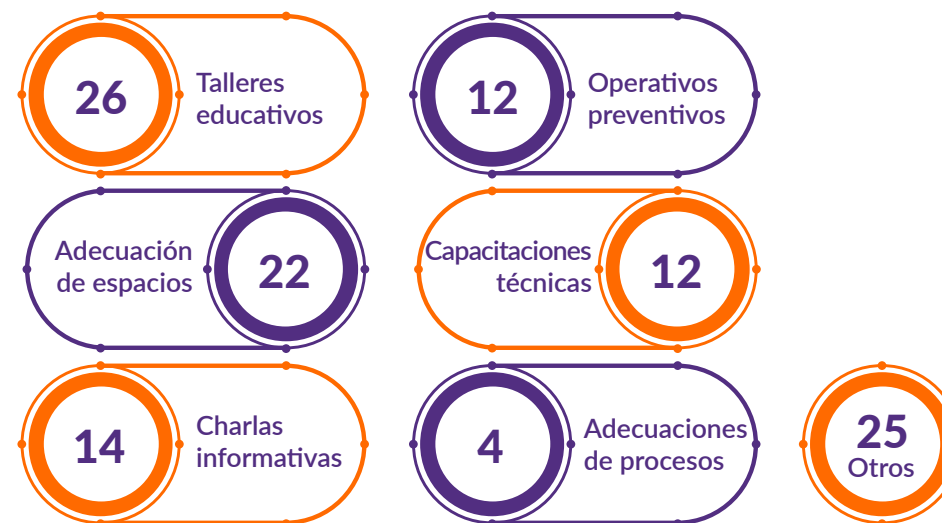 26
Talleres
educativos
12
Operativos
preventivos
Adecuación
de espacios
22
Capacitaciones
técnicas
12
14
Charlas
informativas
4
Adecuaciones
de procesos
25
Otros